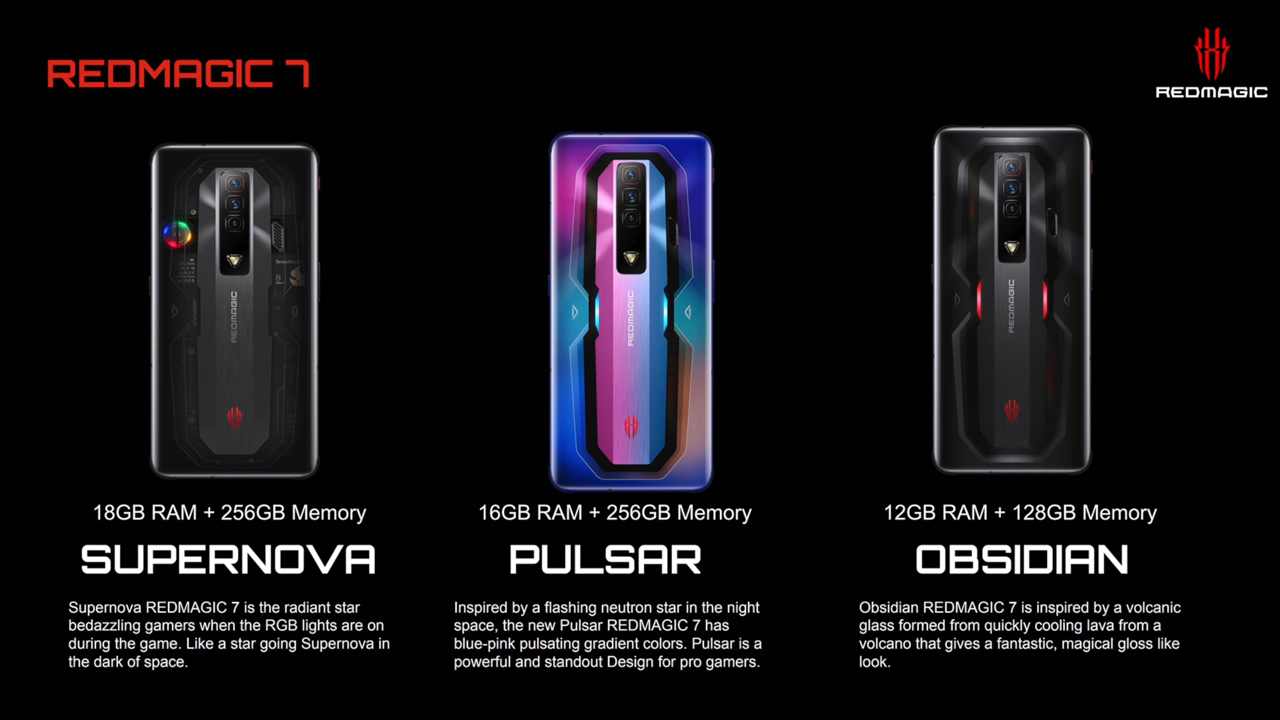 REDMAGIC 7
REDMAGIC
REDMAGIC
REDMAGIC
REDMAGIC
18GB RAM + 256GB Memory
16GB RAM + 256GB Memory
12GB RAM + 128GB Memory
SUPERNOVA
PULSAR
OBSIDIAN
Supernova REDMAGIC 7 is the radiant star
bedazzling gamers when the RGB lights are on
during the game. Like a star going Supernova in
the dark of space.
Inspired by a flashing neutron star in the night
space, the new Pulsar REDMAGIC 7 has
blue-pink pulsating gradient colors. Pulsar is a
powerful and standout Design for pro gamers.
Obsidian REDMAGIC 7 is inspired by a volcanic
glass formed from quickly cooling lava from a
volcano that gives a fantastic, magical gloss like
look.